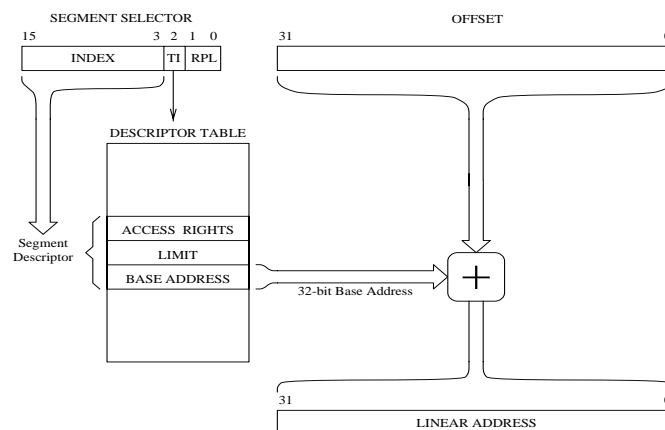 SEGMENT SELECTOR
OFFSET
15 3 2 1 0
31
INDEX TI RPL
DESCRIPTOR TABLE
ACCESS RIGHTS
Segment
Descriptor
LIMIT
BASE ADDRESS
32-bit Base Address
+
31
LINEAR ADDRESS